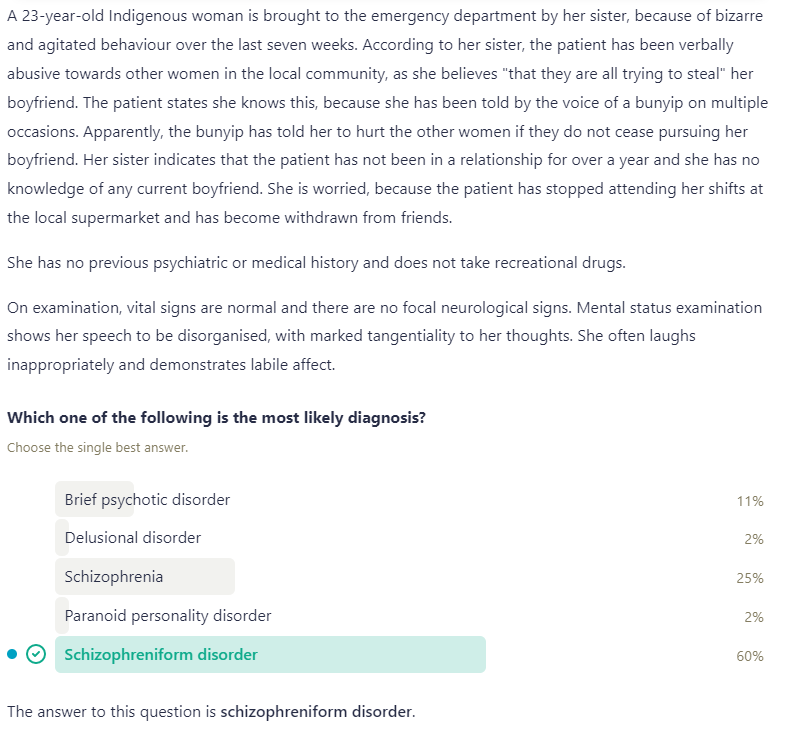 A 23-year-old Indigenous woman is brought to the emergency department by her sister, because of bizarre
and agitated behaviour over the last seven weeks. According to her sister, the patient has been verbally
abusive towards other women in the local community, as she believes "that they are all trying to steal" her
boyfriend. The patient states she knows this, because she has been told by the voice of a bunyip on multiple
occasions. Apparently, the bunyip has told her to hurt the other women if they do not cease pursuing her
boyfriend. Her sister indicates that the patient has not been in a relationship for over a year and she has no
knowledge of any current boyfriend. She is worried, because the patient has stopped attending her shifts at
the local supermarket and has become withdrawn from friends.
She has no previous psychiatric or medical history and does not take recreational drugs.
On examination, vital signs are normal and there are no focal neurological signs. Mental status examination
shows her speech to be disorganised, with marked tangentiality to her thoughts. She often laughs
inappropriately and demonstrates labile affect.
Which one of the following is the most likely diagnosis?
Choose the single best answer.
Brief psychotic disorder 11%
Delusional disorder 2%
Schizophrenia 25%
Paranoid personality disorder 2%
Schizophreniform disorder 60%
The answer to this question is schizophreniform disorder.